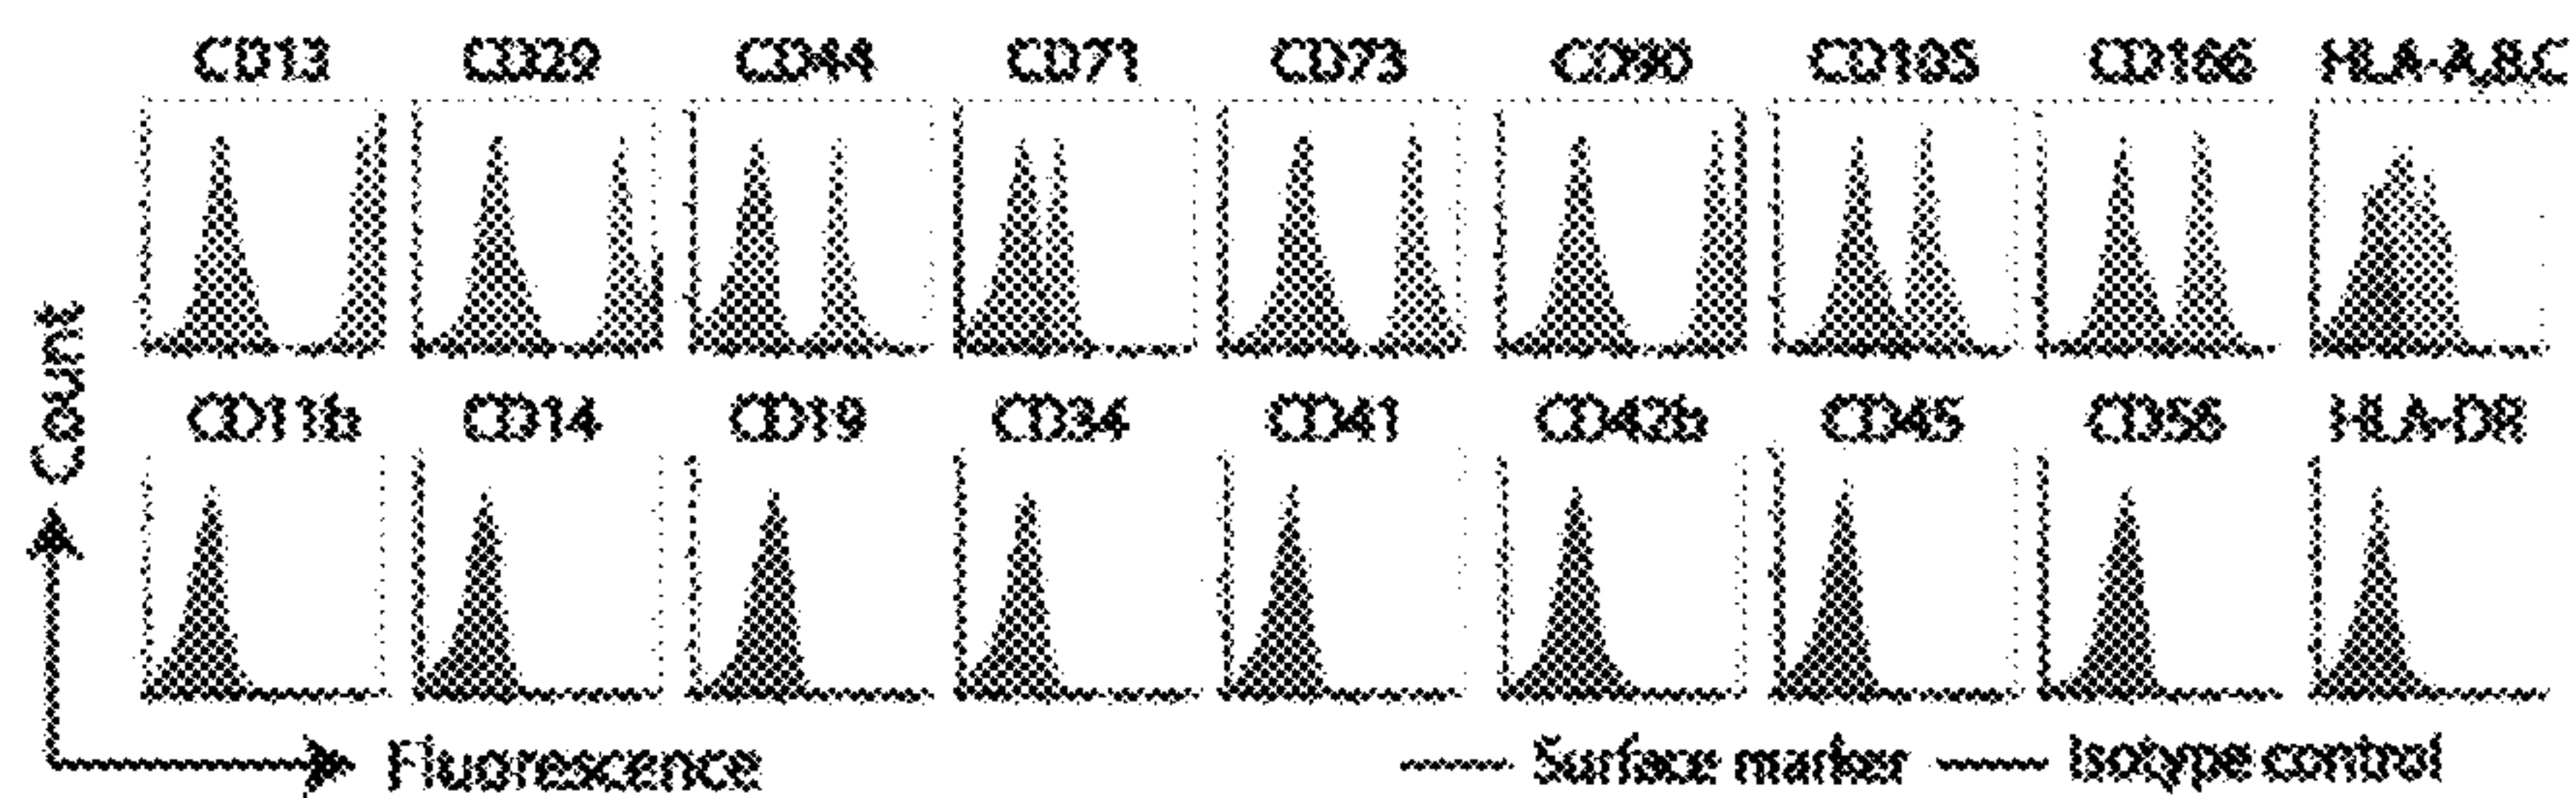 CD13 CD29 CD44 CD71 CD73 CD90 CD105 CD166 HLA-A,B,C
CD11b CD14 CD19 CD34 CD41 CD42b CD45 CD56 HLA-DR
Count
Fluorescence
Surface marker Isotype control